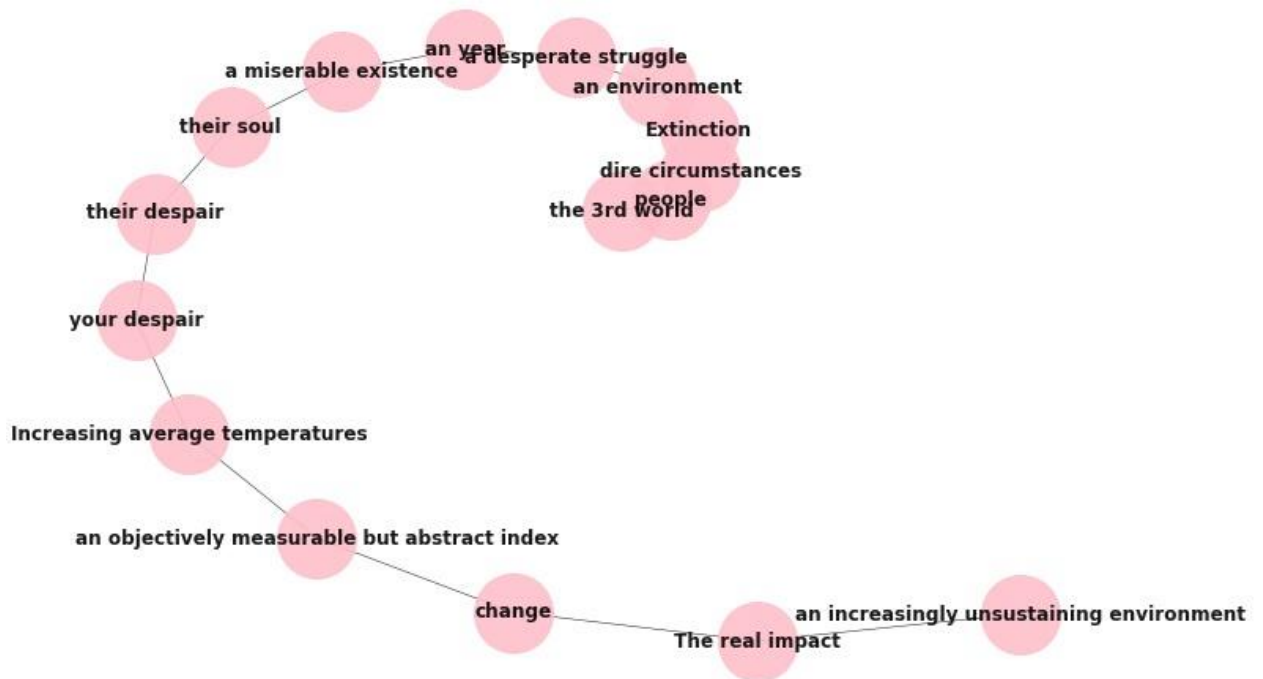 an year
a desperate struggle
a miserable existence
an environment
their soul
Extinction
dire circumstances
people
the 3rd world
their despair
your despair
Increasing average temperatures
an objectively measurable but abstract index
change
an increasingly unsustaining environment
The real impact